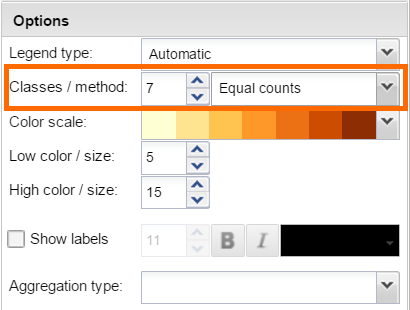 Options
Legend type: Automatic
Classes / method: 7 Equal counts
Color scale:
Low color / size: 5
High color / size: 15
Show labels 11 B I
Aggregation type: